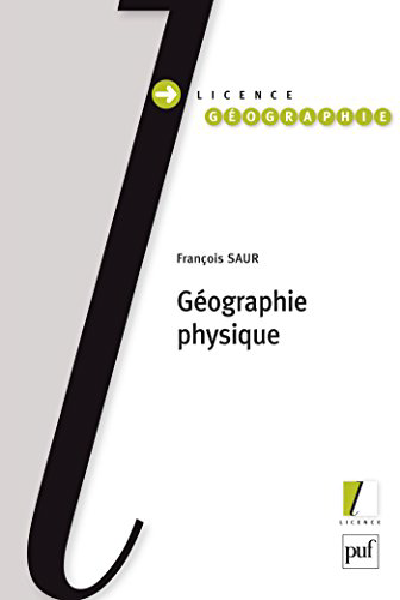 LICENCE
GÉOGRAPHIE
François SAUR
Géographie
physique
l
LICENCE
puf